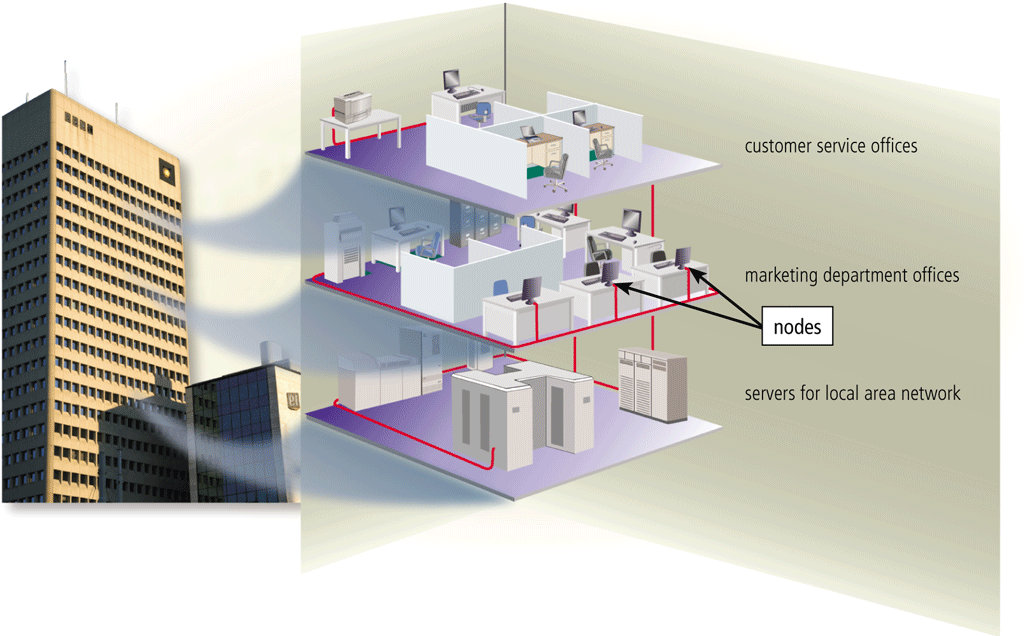 customer service offices
marketing department offices
nodes
servers for local area network